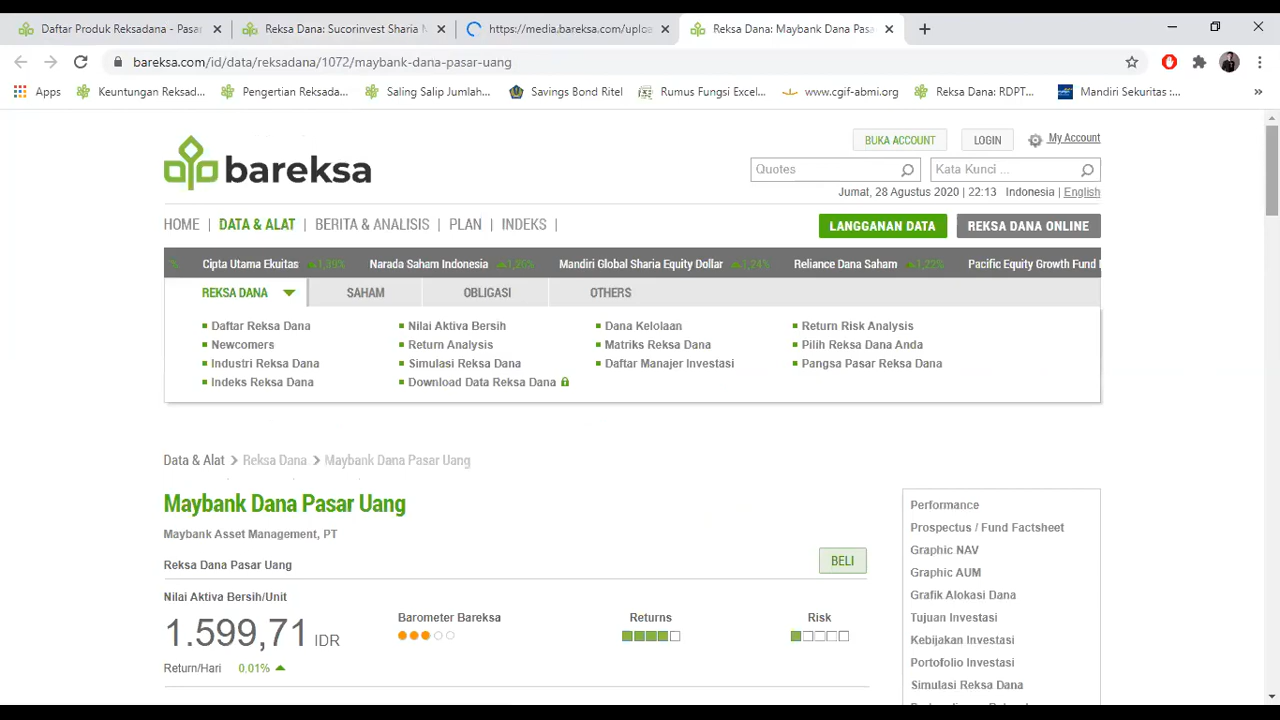 Daftar Produk Reksadana - Pasar
Reksa Dana: Sucorinvest Sharia M
https://media.bareksa.com/uploa
Reksa Dana: Maybank Dana Pasa
bareksa.com/id/data/reksadana/1072/maybank-dana-pasar-uang
Apps
Keuntungan Reksad...
Pengertian Reksada...
Saling Salip Jumlah...
Savings Bond Ritel
Rumus Fungsi Excel...
www.cgif-abmi.org
Reksa Dana: RDPT...
Mandiri Sekuritas :...
»
bareksa
BUKA ACCOUNT
LOGIN
My Account
Quotes
Kata Kunci ...
Jumat, 28 Agustus 2020 | 22:13 Indonesia | English
HOME | DATA & ALAT | BERITA & ANALISIS | PLAN | INDEKS |
LANGGANAN DATA
REKSA DANA ONLINE
% Cipta Utama Ekuitas 1,39% Narada Saham Indonesia 1,26% Mandiri Global Sharia Equity Dollar 1,24% Reliance Dana Saham 1,22% Pacific Equity Growth Fund I
REKSA DANA
SAHAM
OBLIGASI
OTHERS
Daftar Reksa Dana
Nilai Aktiva Bersih
Dana Kelolaan
Return Risk Analysis
Newcomers
Return Analysis
Matriks Reksa Dana
Pilih Reksa Dana Anda
Industri Reksa Dana
Simulasi Reksa Dana
Daftar Manajer Investasi
Pangsa Pasar Reksa Dana
Indeks Reksa Dana
Download Data Reksa Dana
Data & Alat
Reksa Dana
Maybank Dana Pasar Uang
Maybank Dana Pasar Uang
Maybank Asset Management, PT
Reksa Dana Pasar Uang
BELI
Nilai Aktiva Bersih/Unit
1.599,71 IDR
Return/Hari 0.01%
Barometer Bareksa
Returns
Risk
Performance
Prospectus / Fund Factsheet
Graphic NAV
Graphic AUM
Grafik Alokasi Dana
Tujuan Investasi
Kebijakan Investasi
Portofolio Investasi
Simulasi Reksa Dana